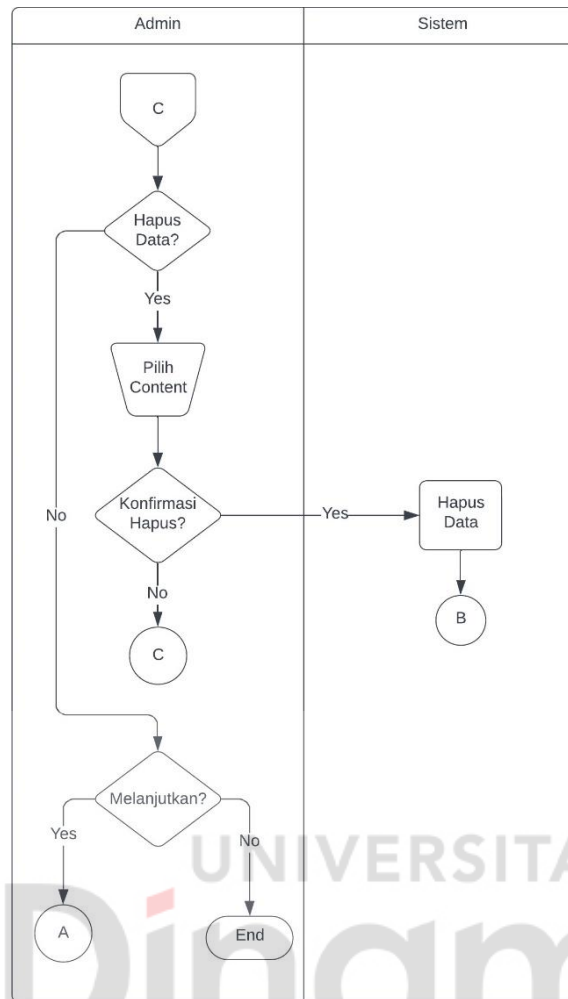 Admin
Sistem
C
Hapus
Data?
Yes
Pilih
Content
Konfirmasi
Hapus?
Yes
Hapus
Data
No
No
B
C
Melanjutkan?
Yes
No
A
End
UNIVERSITA
Dinam